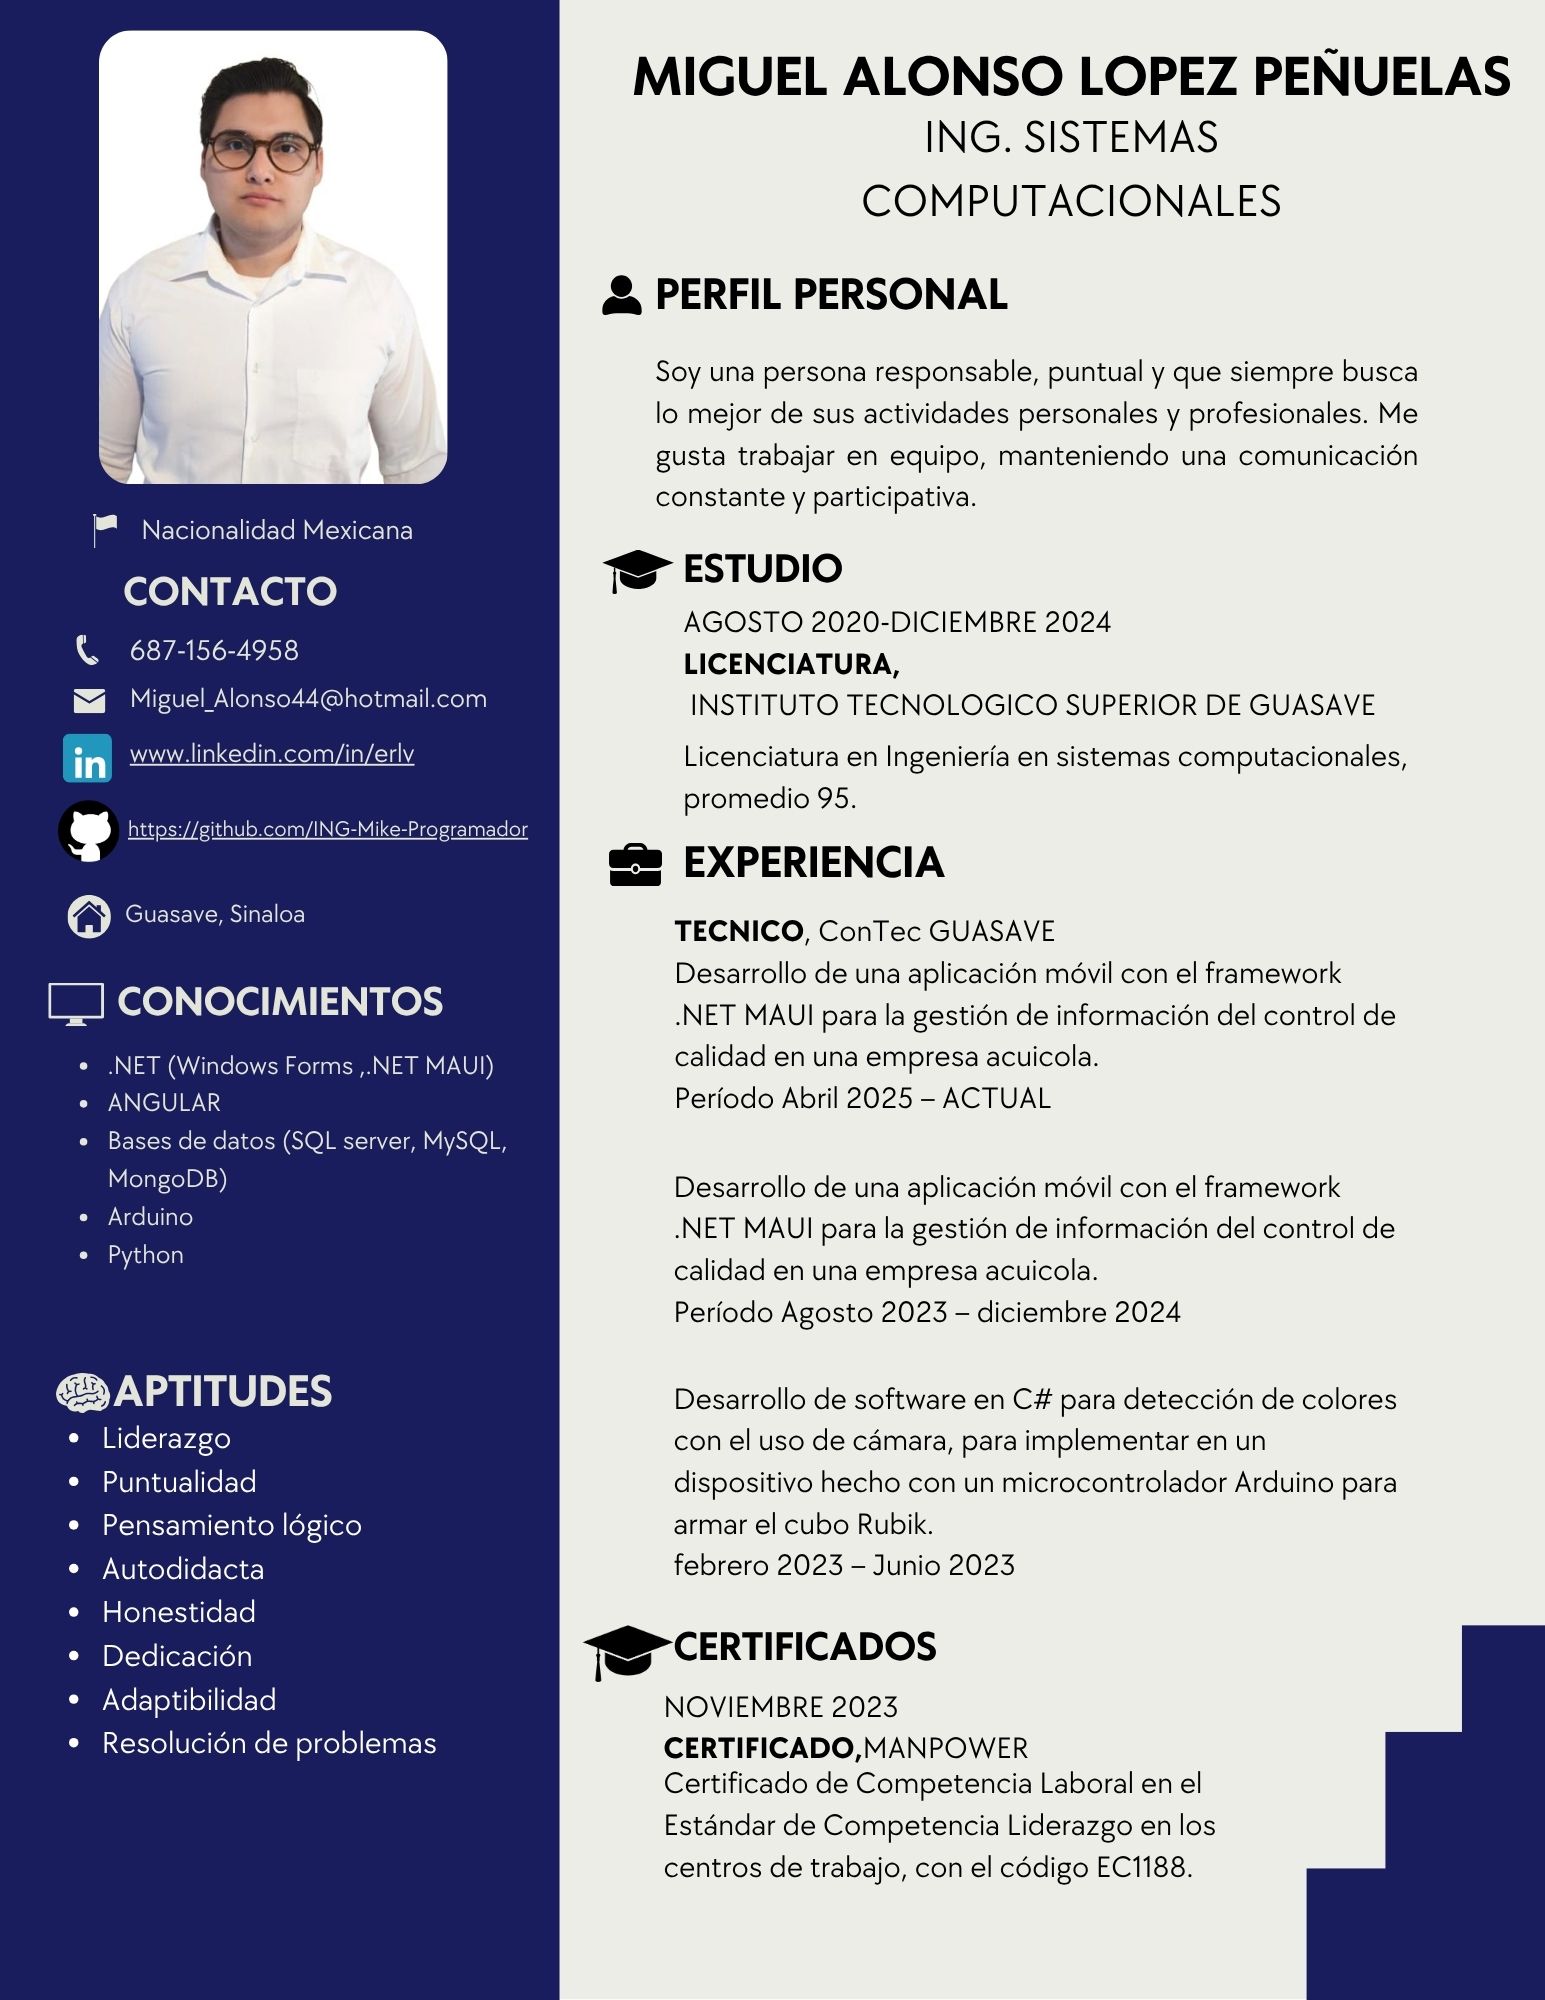 MIGUEL ALONSO LOPEZ PEÑUELAS
ING. SISTEMAS
COMPUTACIONALES
Nacionalidad Mexicana
CONTACTO
687-156-4958
Miguel_Alonso44@hotmail.com
in
www.linkedin.com/in/erlv
https://github.com/ING-Mike-Programador
Guasave, Sinaloa
CONOCIMIENTOS
• .NET (Windows Forms ,.NET MAUI)
• ANGULAR
• Bases de datos (SQL server, MySQL,
MongoDB)
• Arduino
• Python
APTITUDES
• Liderazgo
• Puntualidad
• Pensamiento lógico
• Autodidacta
• Honestidad
• Dedicación
• Adaptibilidad
• Resolución de problemas
PERFIL PERSONAL
Soy una persona responsable, puntual y que siempre busca
lo mejor de sus actividades personales y profesionales. Me
gusta trabajar en equipo, manteniendo una comunicación
constante y participativa.
ESTUDIO
AGOSTO 2020-DICIEMBRE 2024
LICENCIATURA,
INSTITUTO TECNOLOGICO SUPERIOR DE GUASAVE
Licenciatura en Ingeniería en sistemas computacionales,
promedio 95.
EXPERIENCIA
TECNICO, ConTec GUASAVE
Desarrollo de una aplicación móvil con el framework
.NET MAUI para la gestión de información del control de
calidad en una empresa acuicola.
Período Abril 2025 – ACTUAL
Desarrollo de una aplicación móvil con el framework
.NET MAUI para la gestión de información del control de
calidad en una empresa acuicola.
Período Agosto 2023 – diciembre 2024
Desarrollo de software en C# para detección de colores
con el uso de cámara, para implementar en un
dispositivo hecho con un microcontrolador Arduino para
armar el cubo Rubik.
febrero 2023 – Junio 2023
CERTIFICADOS
NOVIEMBRE 2023
CERTIFICADO,MANPOWER
Certificado de Competencia Laboral en el
Estándar de Competencia Liderazgo en los
centros de trabajo, con el código EC1188.